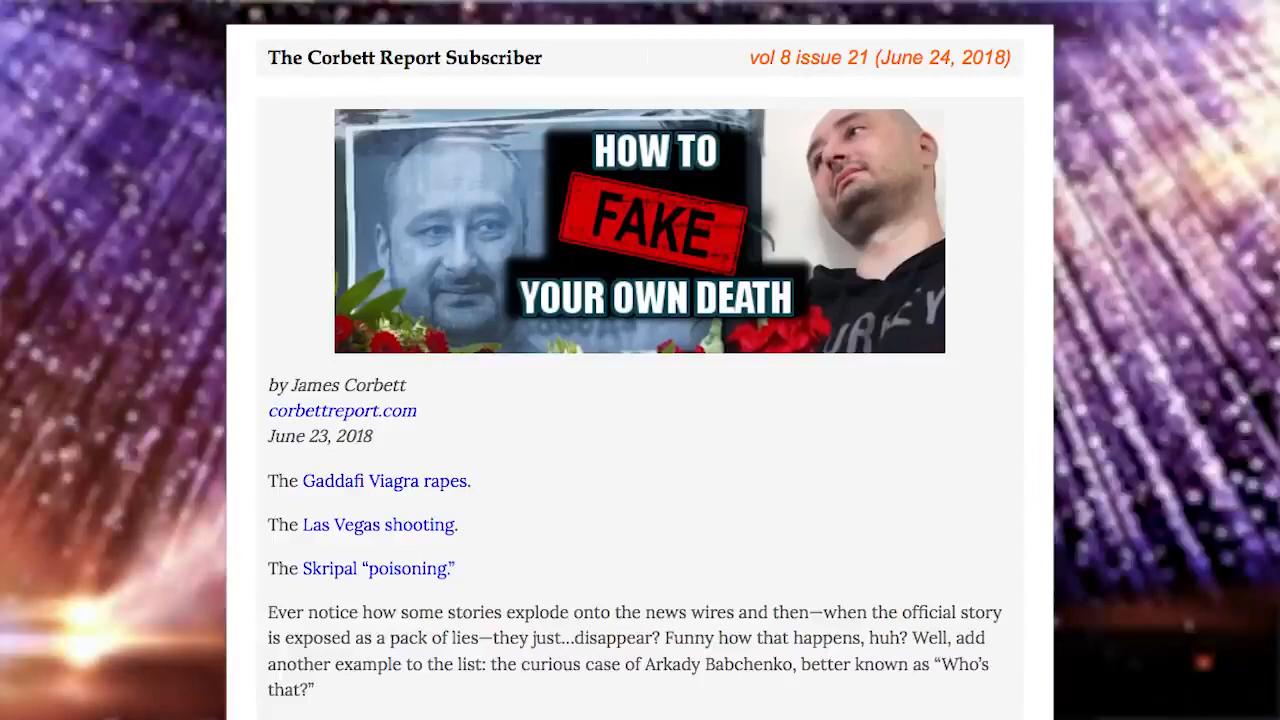 The Corbett Report Subscriber
vol 8 issue 21 (June 24, 2018)
HOW TO
FAKE
YOUR OWN DEATH
by James Corbett
corbettreport.com
June 23, 2018
The Gaddafi Viagra rapes.
The Las Vegas shooting.
The Skripal “poisoning.”
Ever notice how some stories explode onto the news wires and then—when the official story
is exposed as a pack of lies—they just...disappear? Funny how that happens, huh? Well, add
another example to the list: the curious case of Arkady Babchenko, better known as “Who’s
that?”